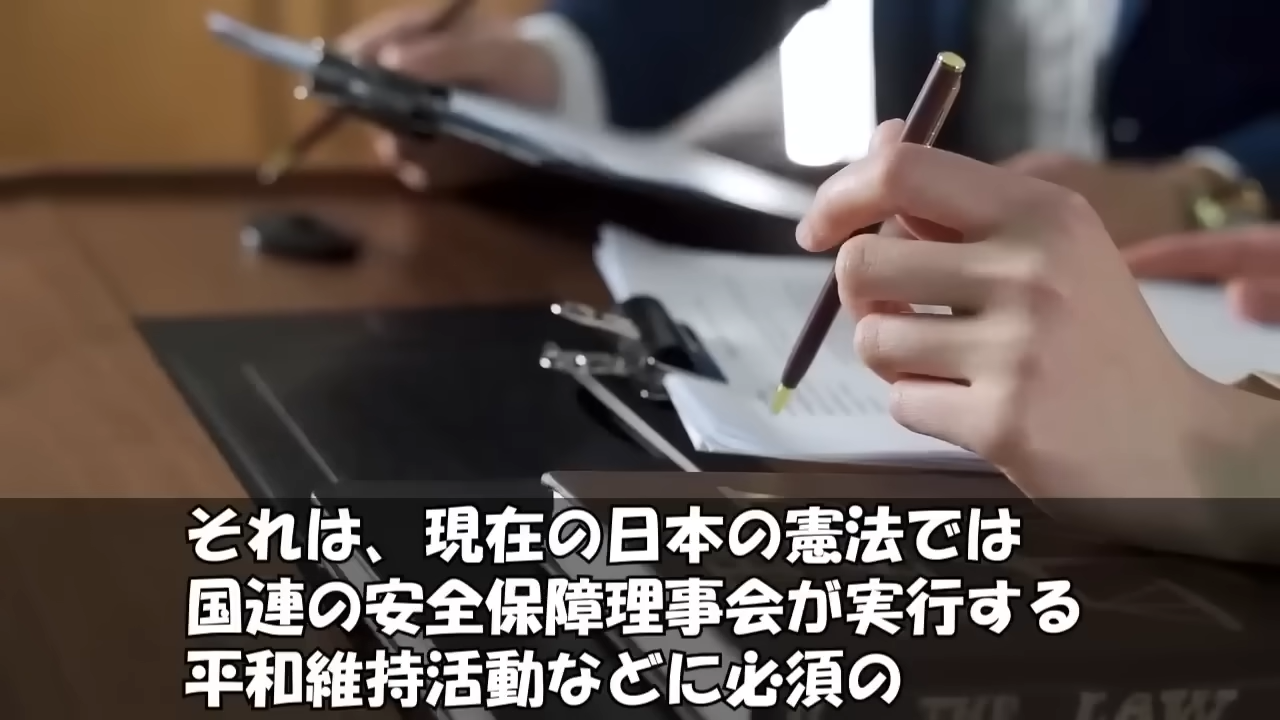 それは、現在の日本の憲法では
国連の安全保障理事会が実行する
平和維持活動などに必須の
THE LAW